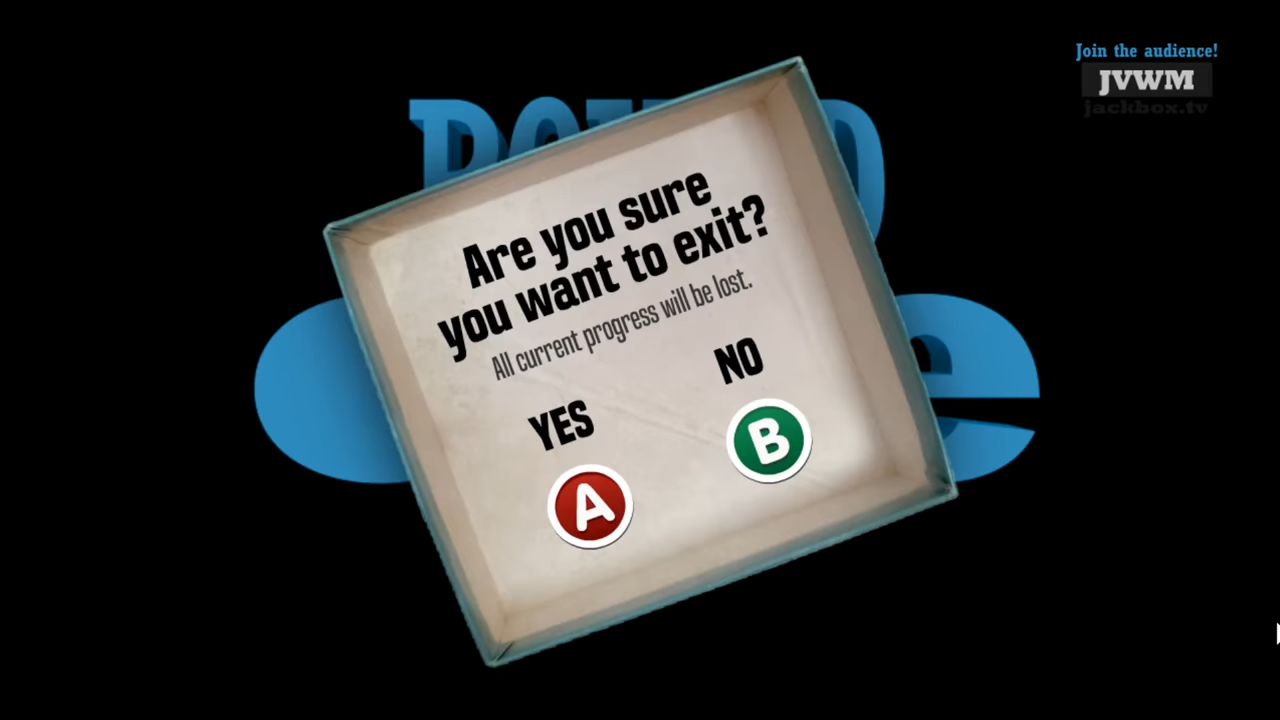 Join the audience!
JVWM
jackbox.tv
Are you sure
you want to exit?
All current progress will be lost.
NO
YES
B
A